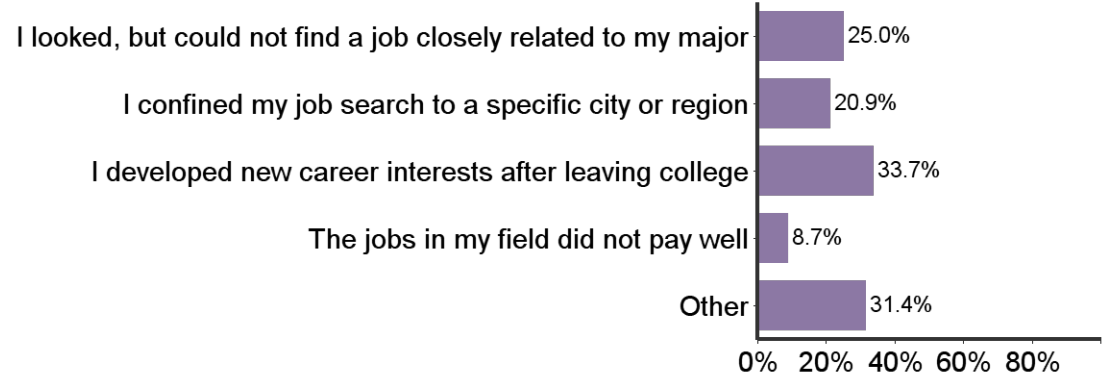 I looked, but could not find a job closely related to my major 25.0%
I confined my job search to a specific city or region 20.9%
I developed new career interests after leaving college 33.7%
The jobs in my field did not pay well 8.7%
Other 31.4%
0% 20% 40% 60% 80%